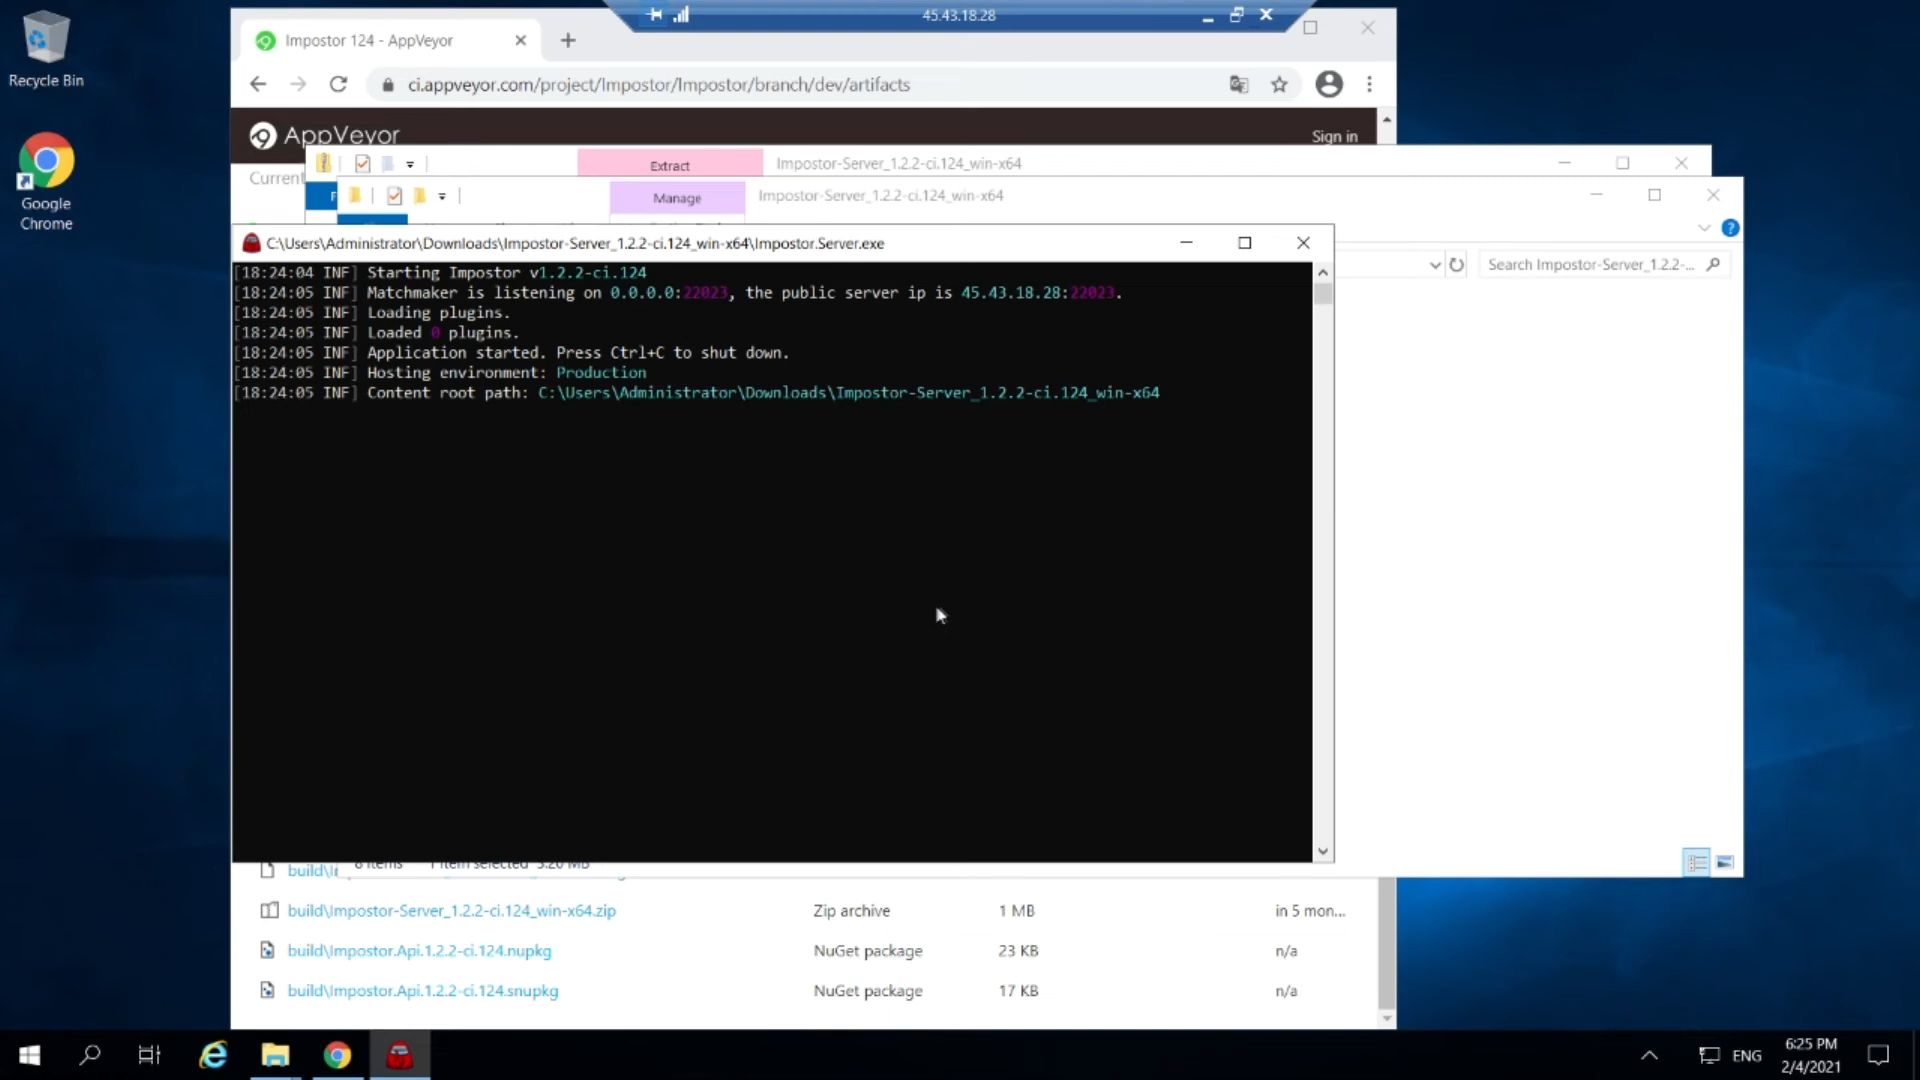 45.43.18.28
Recycle Bin
Google
Chrome
Impostor 124 - AppVeyor
ci.appveyor.com/project/Impostor/Impostor/branch/dev/artifacts
AppVeyor
Sign in
Current
Extract
Impostor-Server_1.2.2-ci.124_win-x64
F
Manage
Impostor-Server_1.2.2-ci.124_win-x64
Search Impostor-Server_1.2.2-...
C:\Users\Administrator\Downloads\Impostor-Server_1.2.2-ci.124_win-x64\Impostor.Server.exe
[18:24:04 INF] Starting Impostor v1.2.2-ci.124
[18:24:05 INF] Matchmaker is listening on 0.0.0.0:22023, the public server ip is 45.43.18.28:22023.
[18:24:05 INF] Loading plugins.
[18:24:05 INF] Loaded 0 plugins.
[18:24:05 INF] Application started. Press Ctrl+C to shut down.
[18:24:05 INF] Hosting environment: Production
[18:24:05 INF] Content root path: C:\Users\Administrator\Downloads\Impostor-Server_1.2.2-ci.124_win-x64
8 items 1 item selected 3.20 MB
build\I
build\Impostor-Server_1.2.2-ci.124_win-x64.zip Zip archive 1 MB in 5 mon...
build\Impostor.Api.1.2.2-ci.124.nupkg NuGet package 23 KB n/a
build\Impostor.Api.1.2.2-ci.124.snupkg NuGet package 17 KB n/a
ENG
6:25 PM
2/4/2021